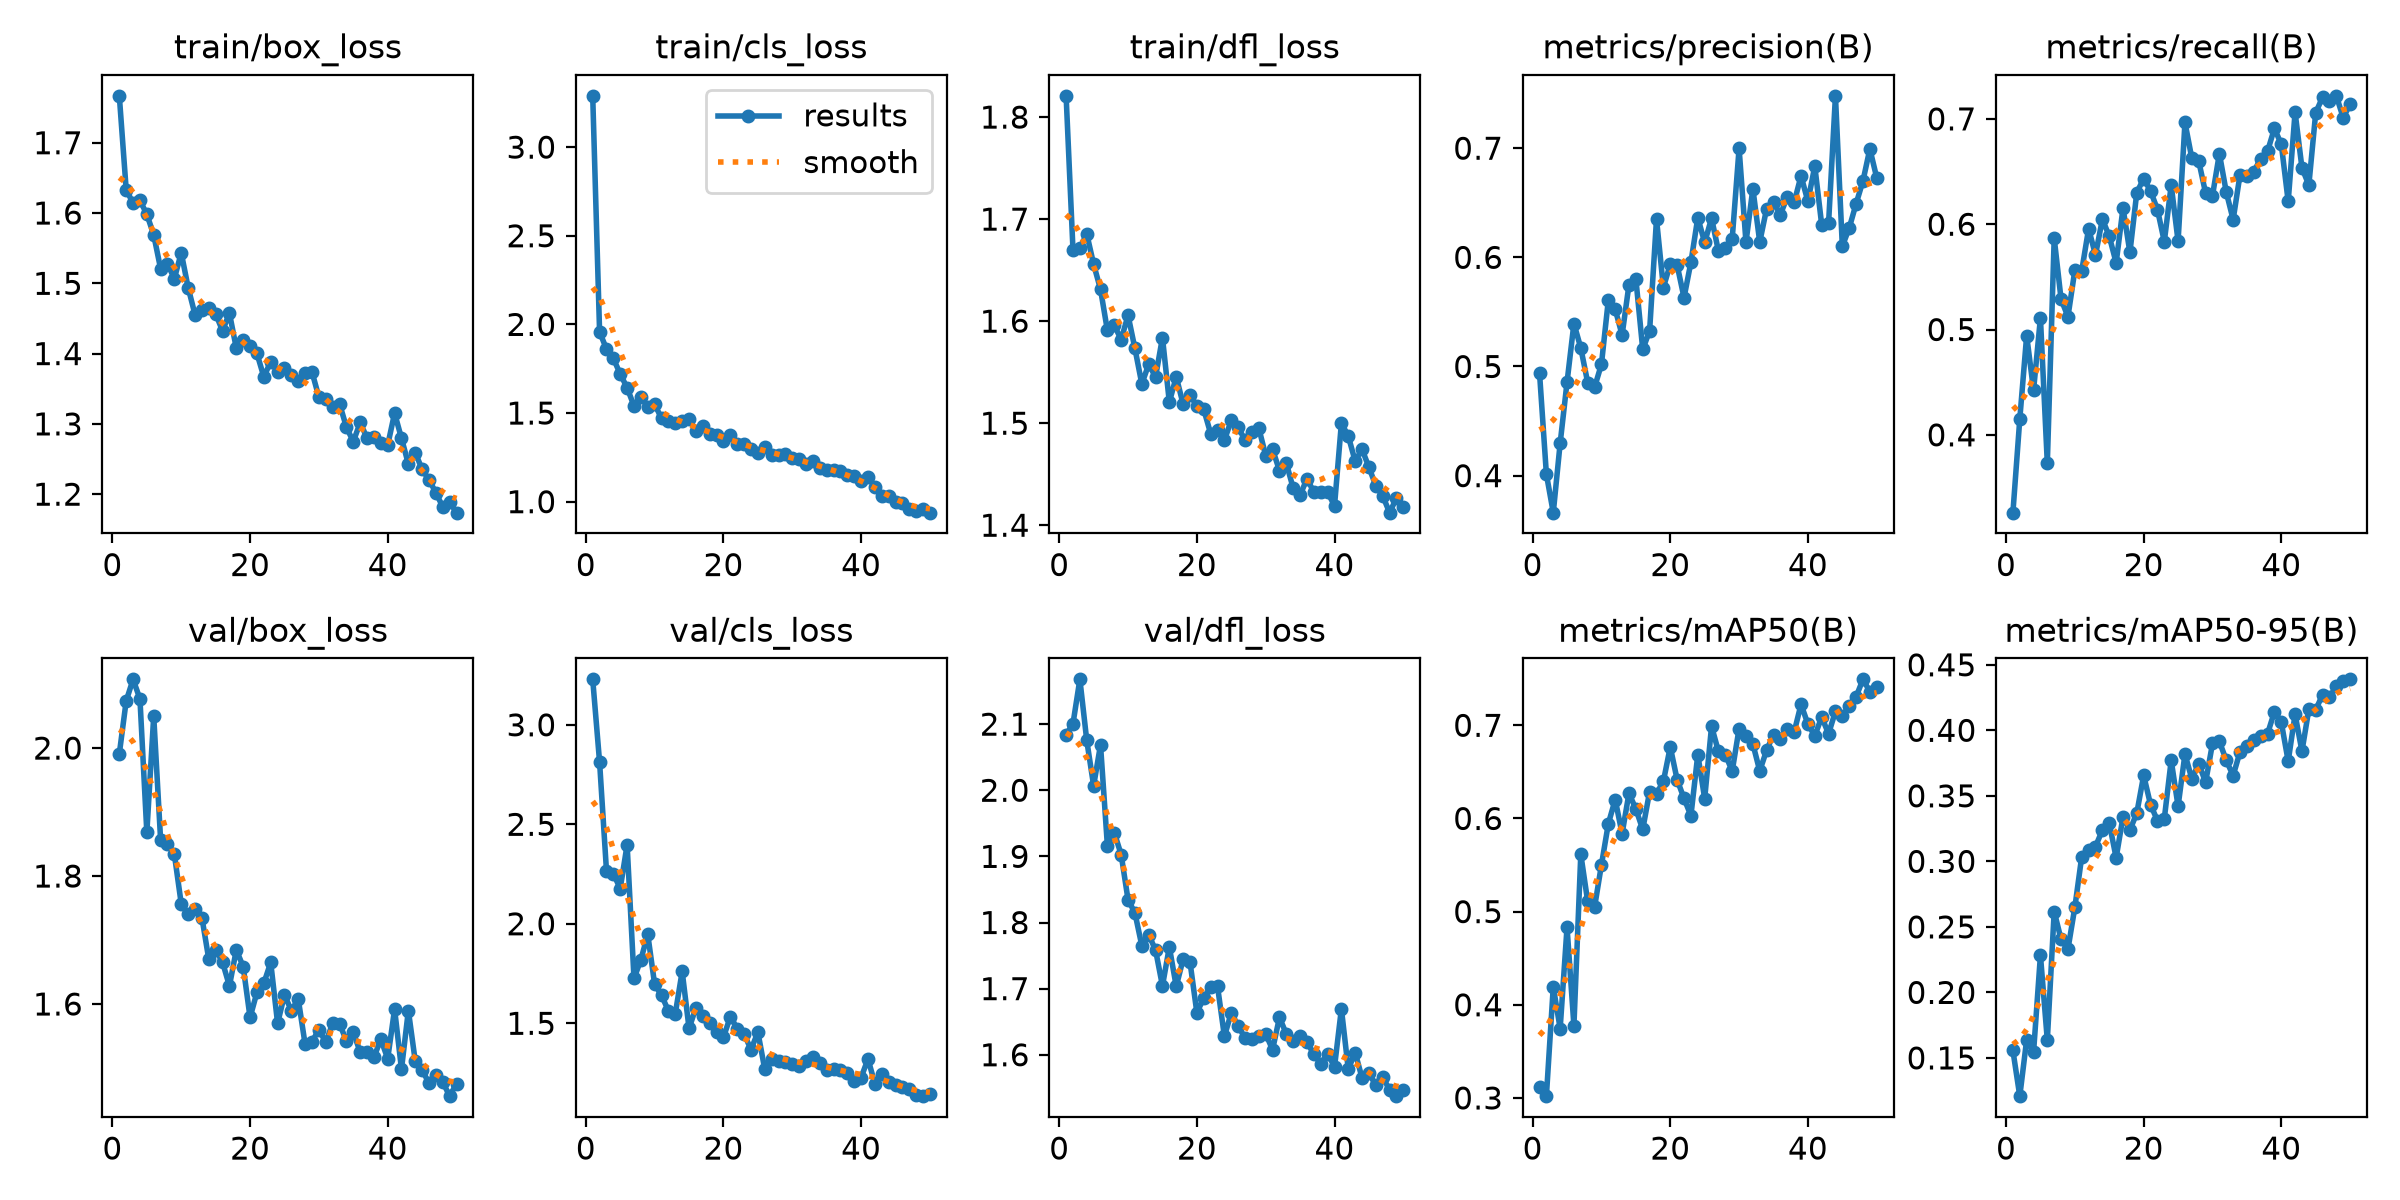 train/box_loss
train/cls_loss
train/dfl_loss
metrics/precision(B)
metrics/recall(B)
1.7
1.6
1.5
1.4
1.3
1.2
0 20 40
3.0
2.5
2.0
1.5
1.0
results
smooth
0 20 40
1.8
1.7
1.6
1.5
1.4
0 20 40
0.7
0.6
0.5
0.4
0 20 40
0.7
0.6
0.5
0.4
0 20 40
val/box_loss
val/cls_loss
val/dfl_loss
metrics/mAP50(B)
metrics/mAP50-95(B)
2.0
1.8
1.6
0 20 40
3.0
2.5
2.0
1.5
0 20 40
2.1
2.0
1.9
1.8
1.7
1.6
0 20 40
0.7
0.6
0.5
0.4
0.3
0 20 40
0.45
0.40
0.35
0.30
0.25
0.20
0.15
0 20 40